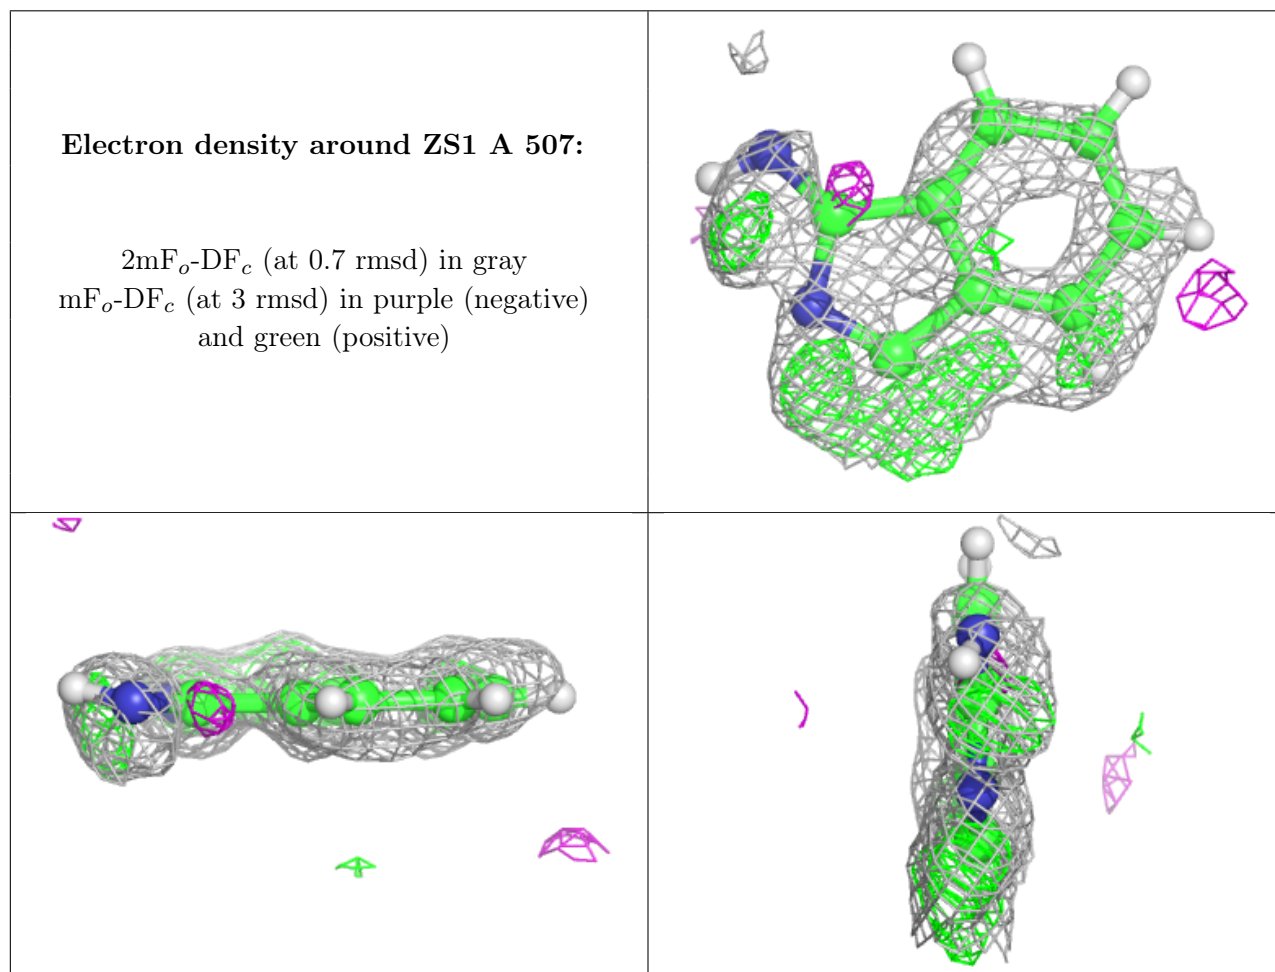 Electron density around ZS1 A 507:
2mFo-DFc (at 0.7 rmsd) in gray
mFo-DFc (at 3 rmsd) in purple (negative)
and green (positive)